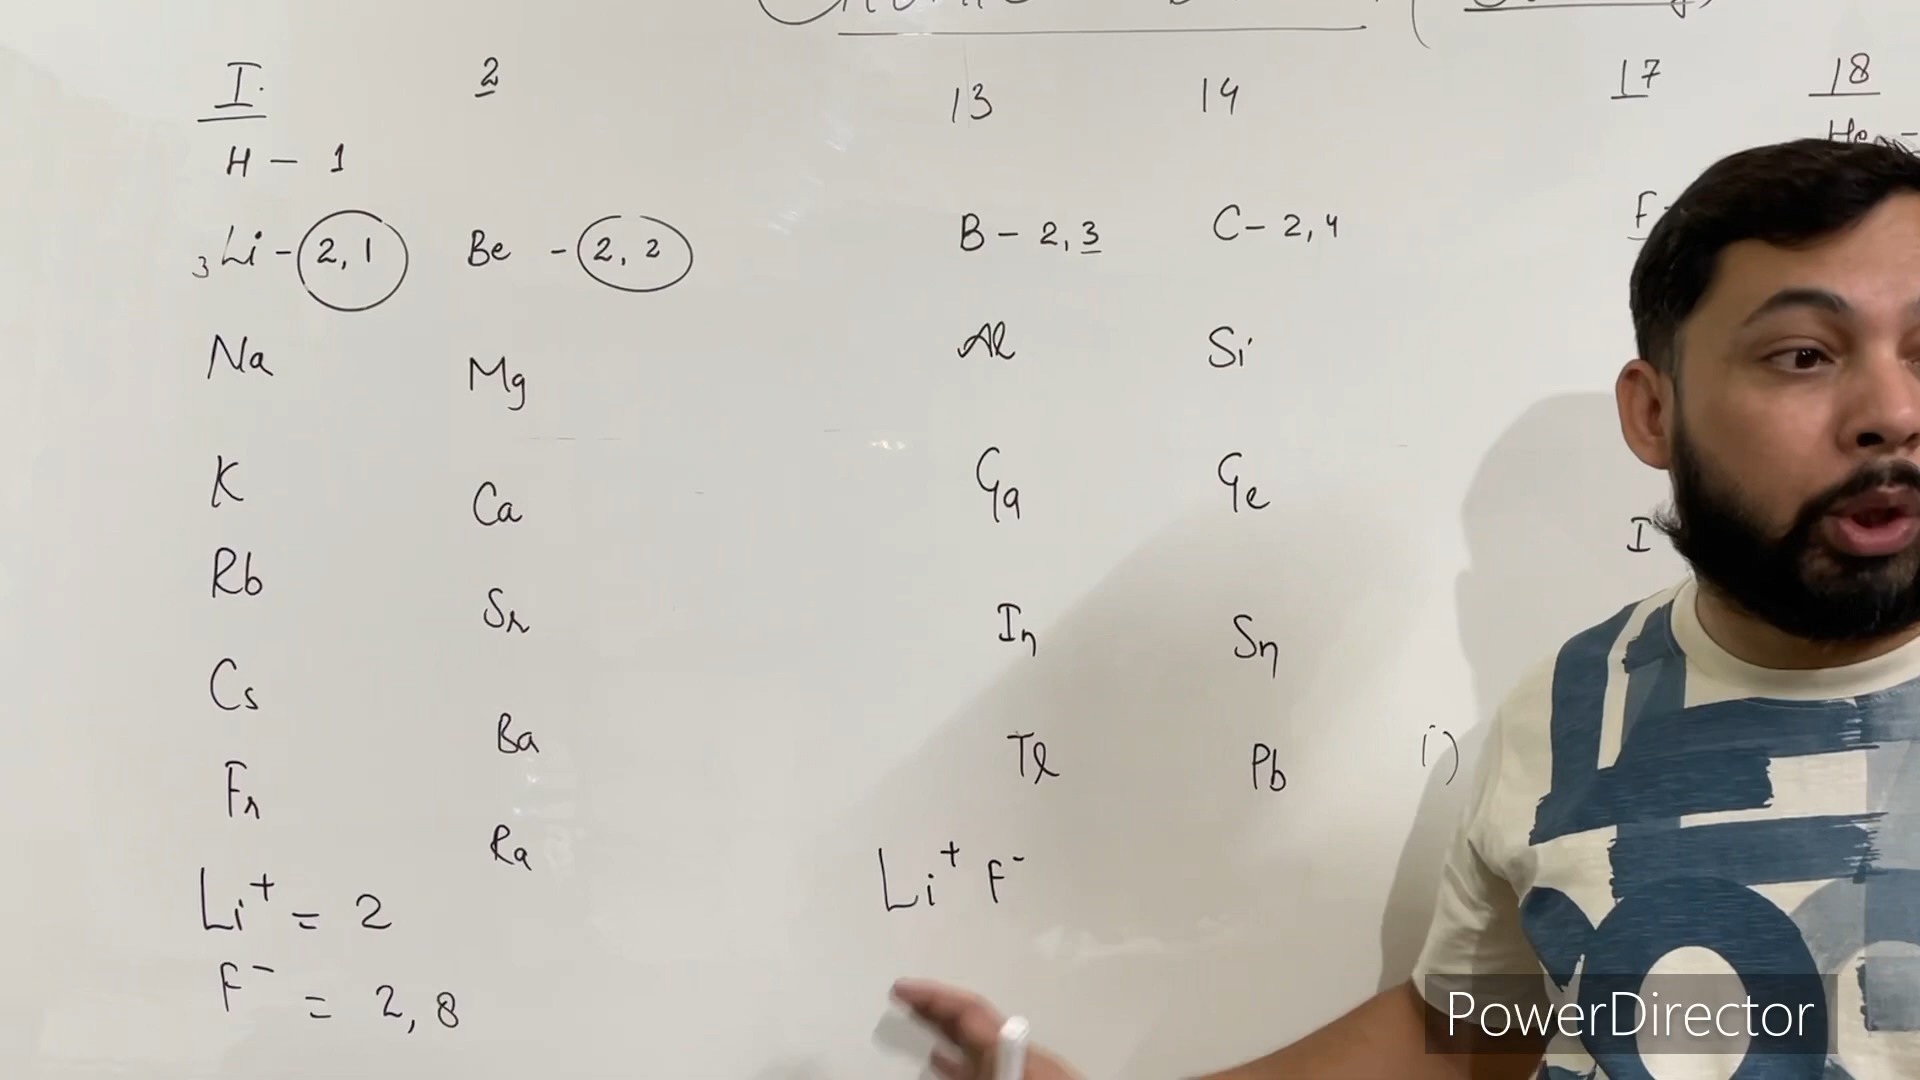 I. 2 13 14 17 18
H - 1 He -
₃Li - 2, 1 Be - 2, 2 B - 2, 3 C - 2, 4 F -
Na Mg Al Si
K Ca Ga Ge
Rb Sr In Sn I
Cs Ba Tl Pb i)
Fr Ra
Li⁺ = 2 Li⁺ F⁻
F⁻ = 2, 8
PowerDirector